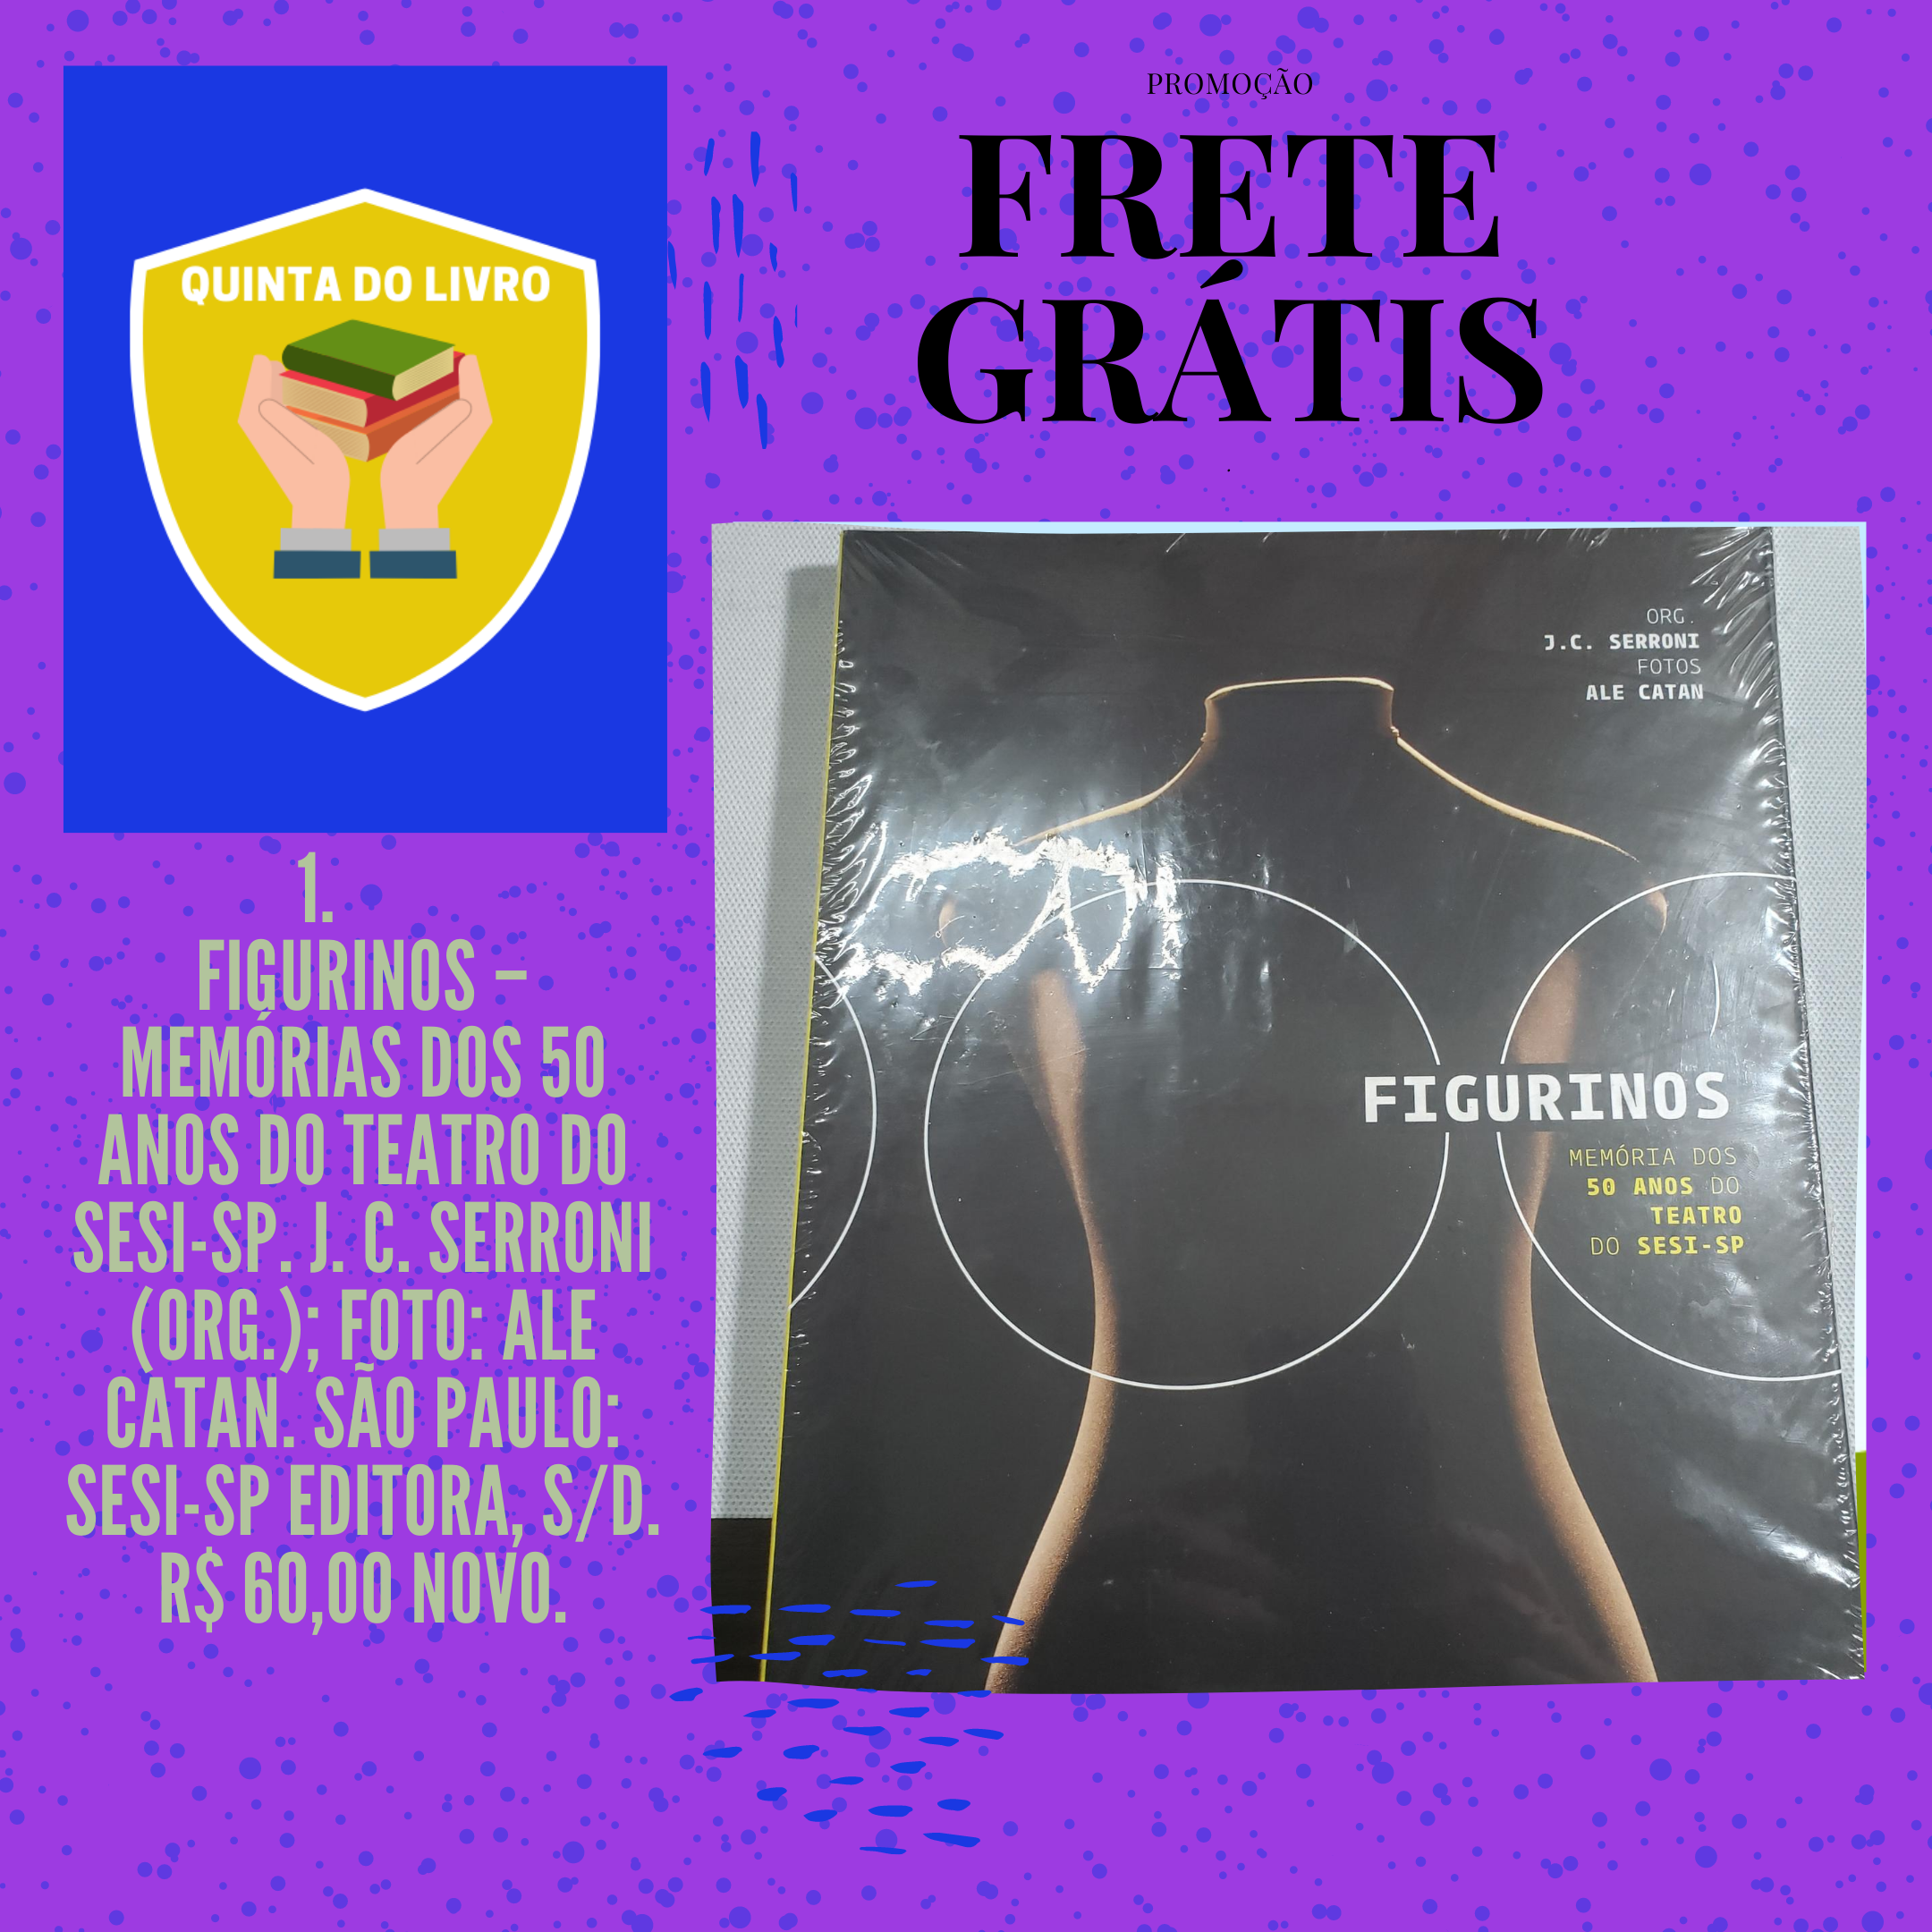 QUINTA DO LIVRO
PROMOÇÃO
FRETE
GRÁTIS
.
1.
FIGURINOS –
MEMÓRIAS DOS 50
ANOS DO TEATRO DO
SESI-SP . J. C. SERRONI
(ORG.); FOTO: ALE
CATAN. SÃO PAULO:
SESI-SP EDITORA, S/D.
R$ 60,00 NOVO.
ORG.
J.C. SERRONI
FOTOS
ALE CATAN
FIGURINOS
MEMÓRIA DOS
50 ANOS DO
TEATRO
DO SESI-SP